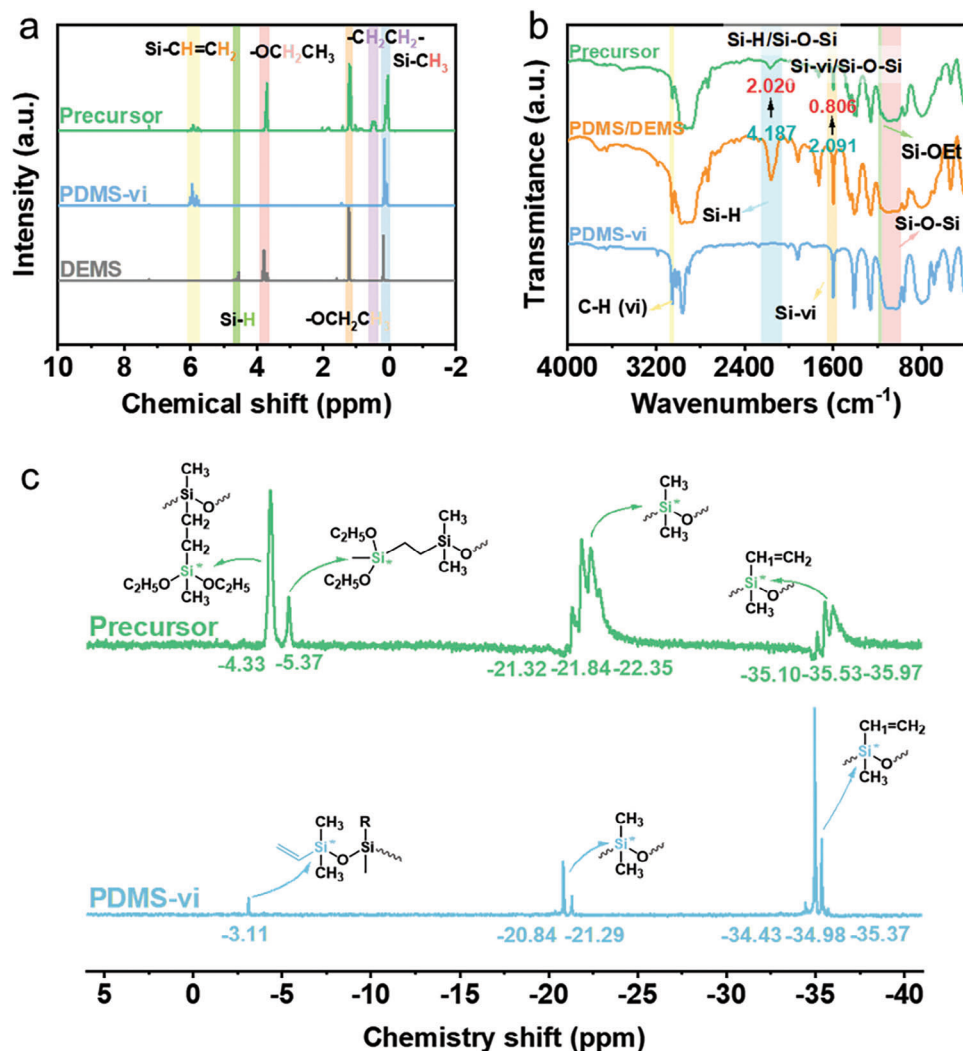 a
Si-CH=CH2
-OCH2CH3
-CH2CH2-
Si-CH3
Precursor
PDMS-vi
DEMS
Si-H
-OCH2CH3
Intensity (a.u.)
10 8 6 4 2 0 -2
Chemical shift (ppm)
b
Si-H/Si-O-Si
Precursor
Si-vi/Si-O-Si
2.020
0.806
PDMS/DEMS
4.187
2.091
Si-OEt
Si-H
Si-O-Si
PDMS-vi
C-H (vi)
Si-vi
Transmitance (a.u.)
4000 3200 2400 1600 800
Wavenumbers (cm-1)
c
CH3
Si
O
CH2
CH2
Si*
C2H5O
OC2H5
CH3
C2H5O
Si*
C2H5O
CH3
Si
O
CH3
CH3
Si*
O
CH3
CH1=CH2
Si*
O
CH3
Precursor
-4.33 -5.37 -21.32 -21.84 -22.35 -35.10 -35.53 -35.97
CH3
Si*
O
CH3
R
Si
CH3
Si*
O
CH3
CH1=CH2
Si*
O
CH3
PDMS-vi
-3.11 -20.84 -21.29 -34.43 -34.98 -35.37
5 0 -5 -10 -15 -20 -25 -30 -35 -40
Chemistry shift (ppm)